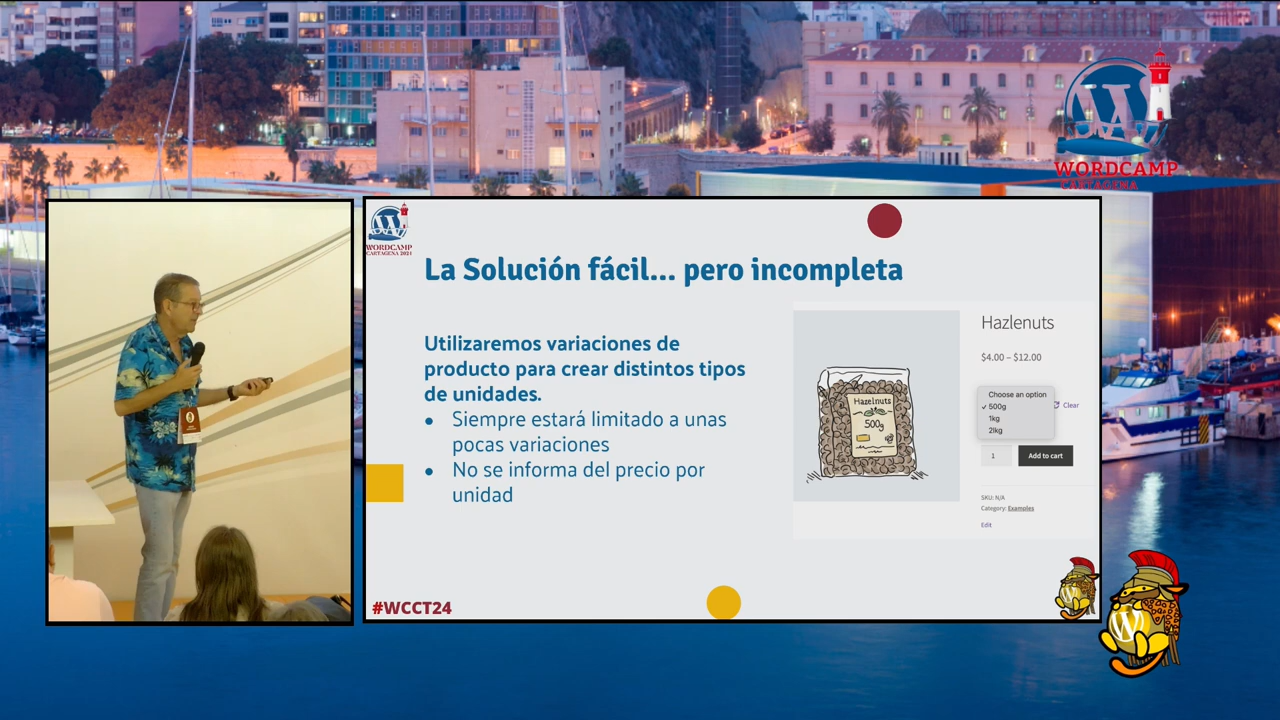 WORDCAMP
CARTAGENA
WORDCAMP
CARTAGENA 2024
La Solución fácil... pero incompleta
Utilizaremos variaciones de
producto para crear distintos tipos
de unidades.
• Siempre estará limitado a unas
pocas variaciones
• No se informa del precio por
unidad
Hazelnuts
500g
Hazlenuts
$4.00 – $12.00
Choose an option
✓ 500g
1kg
2lkg
Clear
1
Add to cart
SKU: N/A
Category: Examples
Edit
#WCCT24